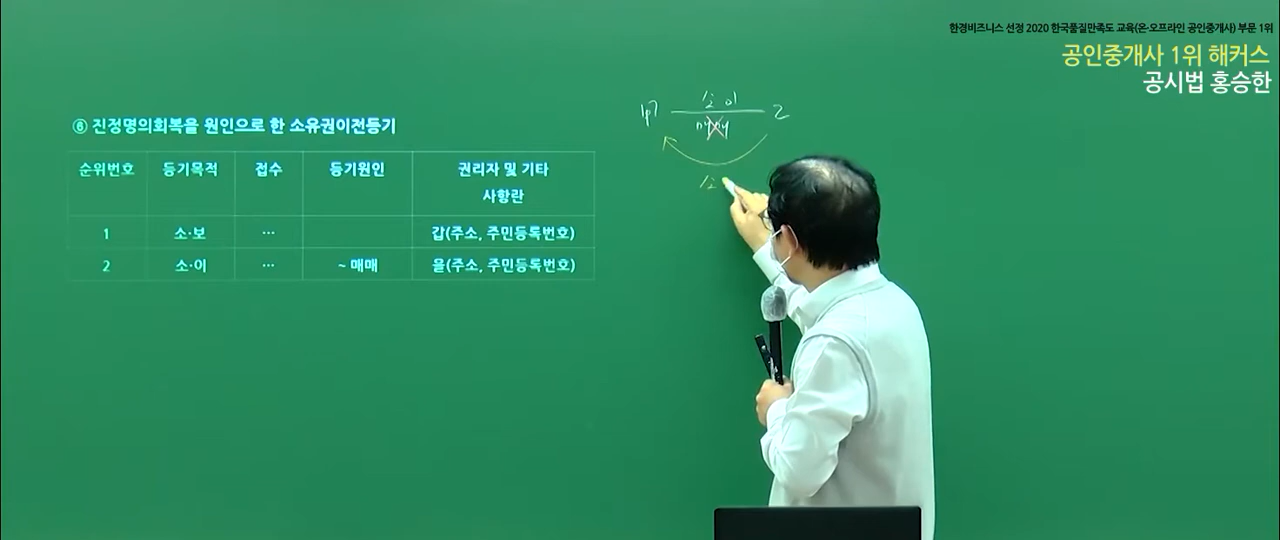 한경비즈니스 선정 2020 한국품질만족도 교육(온·오프라인 공인중개사) 부문 1위
공인중개사 1위 해커스
공시법 홍승한
⑥ 진정명의회복을 원인으로 한 소유권이전등기
순위번호 등기목적 접수 등기원인 권리자 및 기타 사항란
1 소·보 ··· 갑(주소, 주민등록번호)
2 소·이 ··· ~ 매매 을(주소, 주민등록번호)
소 이
소